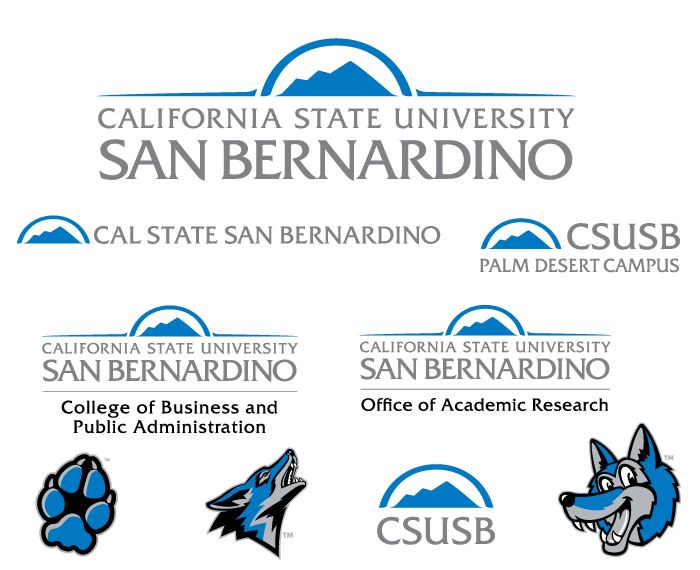 CALIFORNIA STATE UNIVERSITY
SAN BERNARDINO
CAL STATE SAN BERNARDINO
CSUSB
PALM DESERT CAMPUS
CALIFORNIA STATE UNIVERSITY
SAN BERNARDINO
College of Business and
Public Administration
CALIFORNIA STATE UNIVERSITY
SAN BERNARDINO
Office of Academic Research
TM
TM
CSUSB
TM